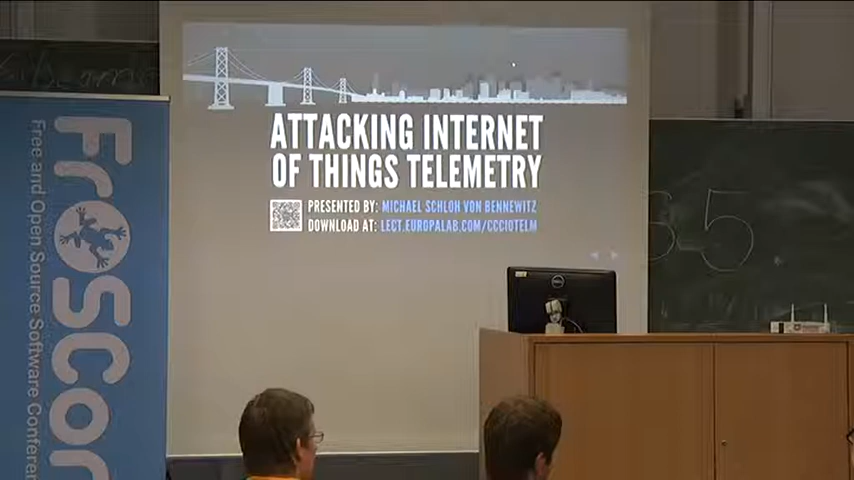 FrOSCon
Free and Open Source Software Conferen
ATTACKING INTERNET
OF THINGS TELEMETRY
PRESENTED BY: MICHAEL SCHLOH VON BENNEWITZ
DOWNLOAD AT: LECT.EUROPALAB.COM/CCCIOTELM
DELL